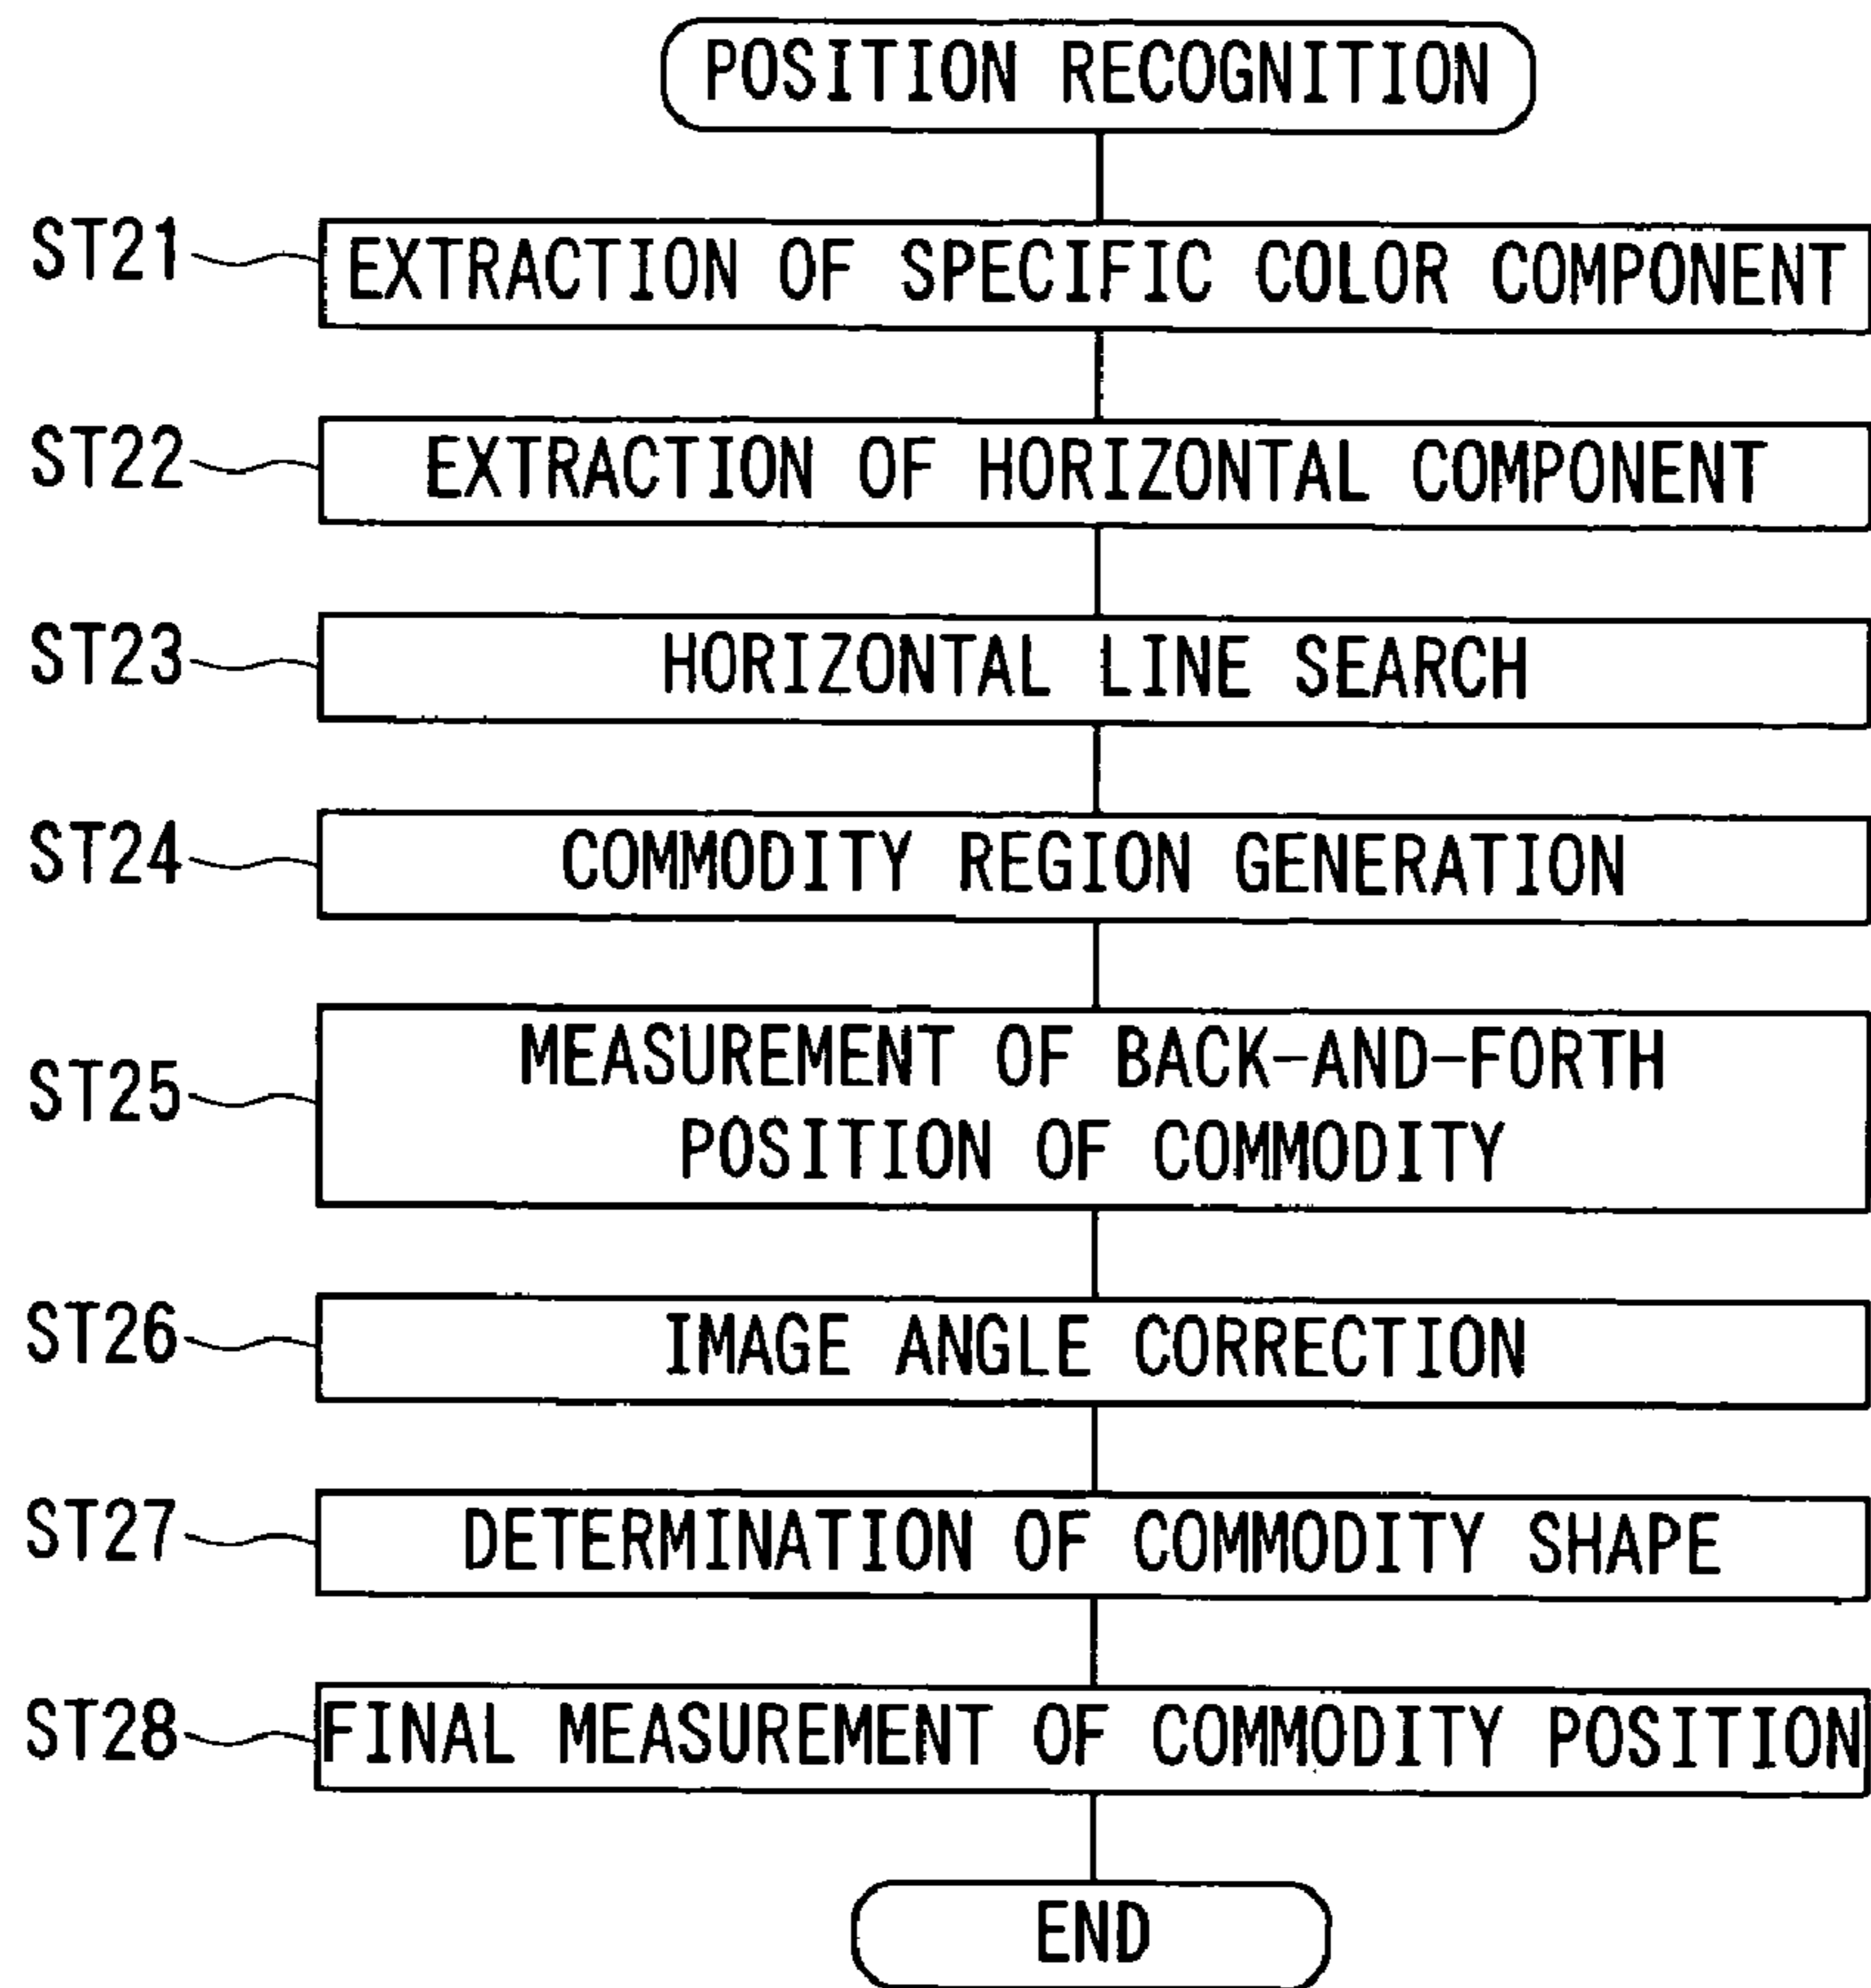 POSITION RECOGNITION
ST21 EXTRACTION OF SPECIFIC COLOR COMPONENT
ST22 EXTRACTION OF HORIZONTAL COMPONENT
ST23 HORIZONTAL LINE SEARCH
ST24 COMMODITY REGION GENERATION
ST25 MEASUREMENT OF BACK-AND-FORTH
POSITION OF COMMODITY
ST26 IMAGE ANGLE CORRECTION
ST27 DETERMINATION OF COMMODITY SHAPE
ST28 FINAL MEASUREMENT OF COMMODITY POSITION
END